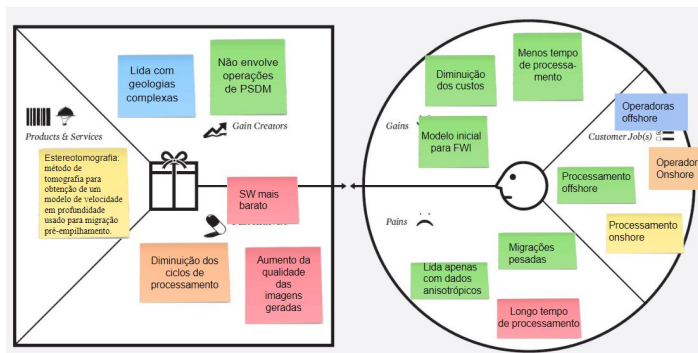 Lida com
geologias
complexas
Não envolve
operações
de PSDM
Products & Services
Gain Creators
Estereotomografia:
método de
tomografia para
obtenção de um
modelo de velocidade
em profundidade
usado para migração
pré-empilhamento.
SW mais
barato
Diminuição dos
ciclos de
processamento
Aumento da
qualidade
das
imagens
geradas
Menos tempo
de processa-
mento
Diminuição
dos custos
Gains
Modelo inicial
para FWI
Operadoras
offshore
Customer Job(s)
Operador
Onshore
Processamento
offshore
Processamento
onshore
Pains
Migrações
pesadas
Lida apenas
com dados
anisotrópicos
Longo tempo
de processamento